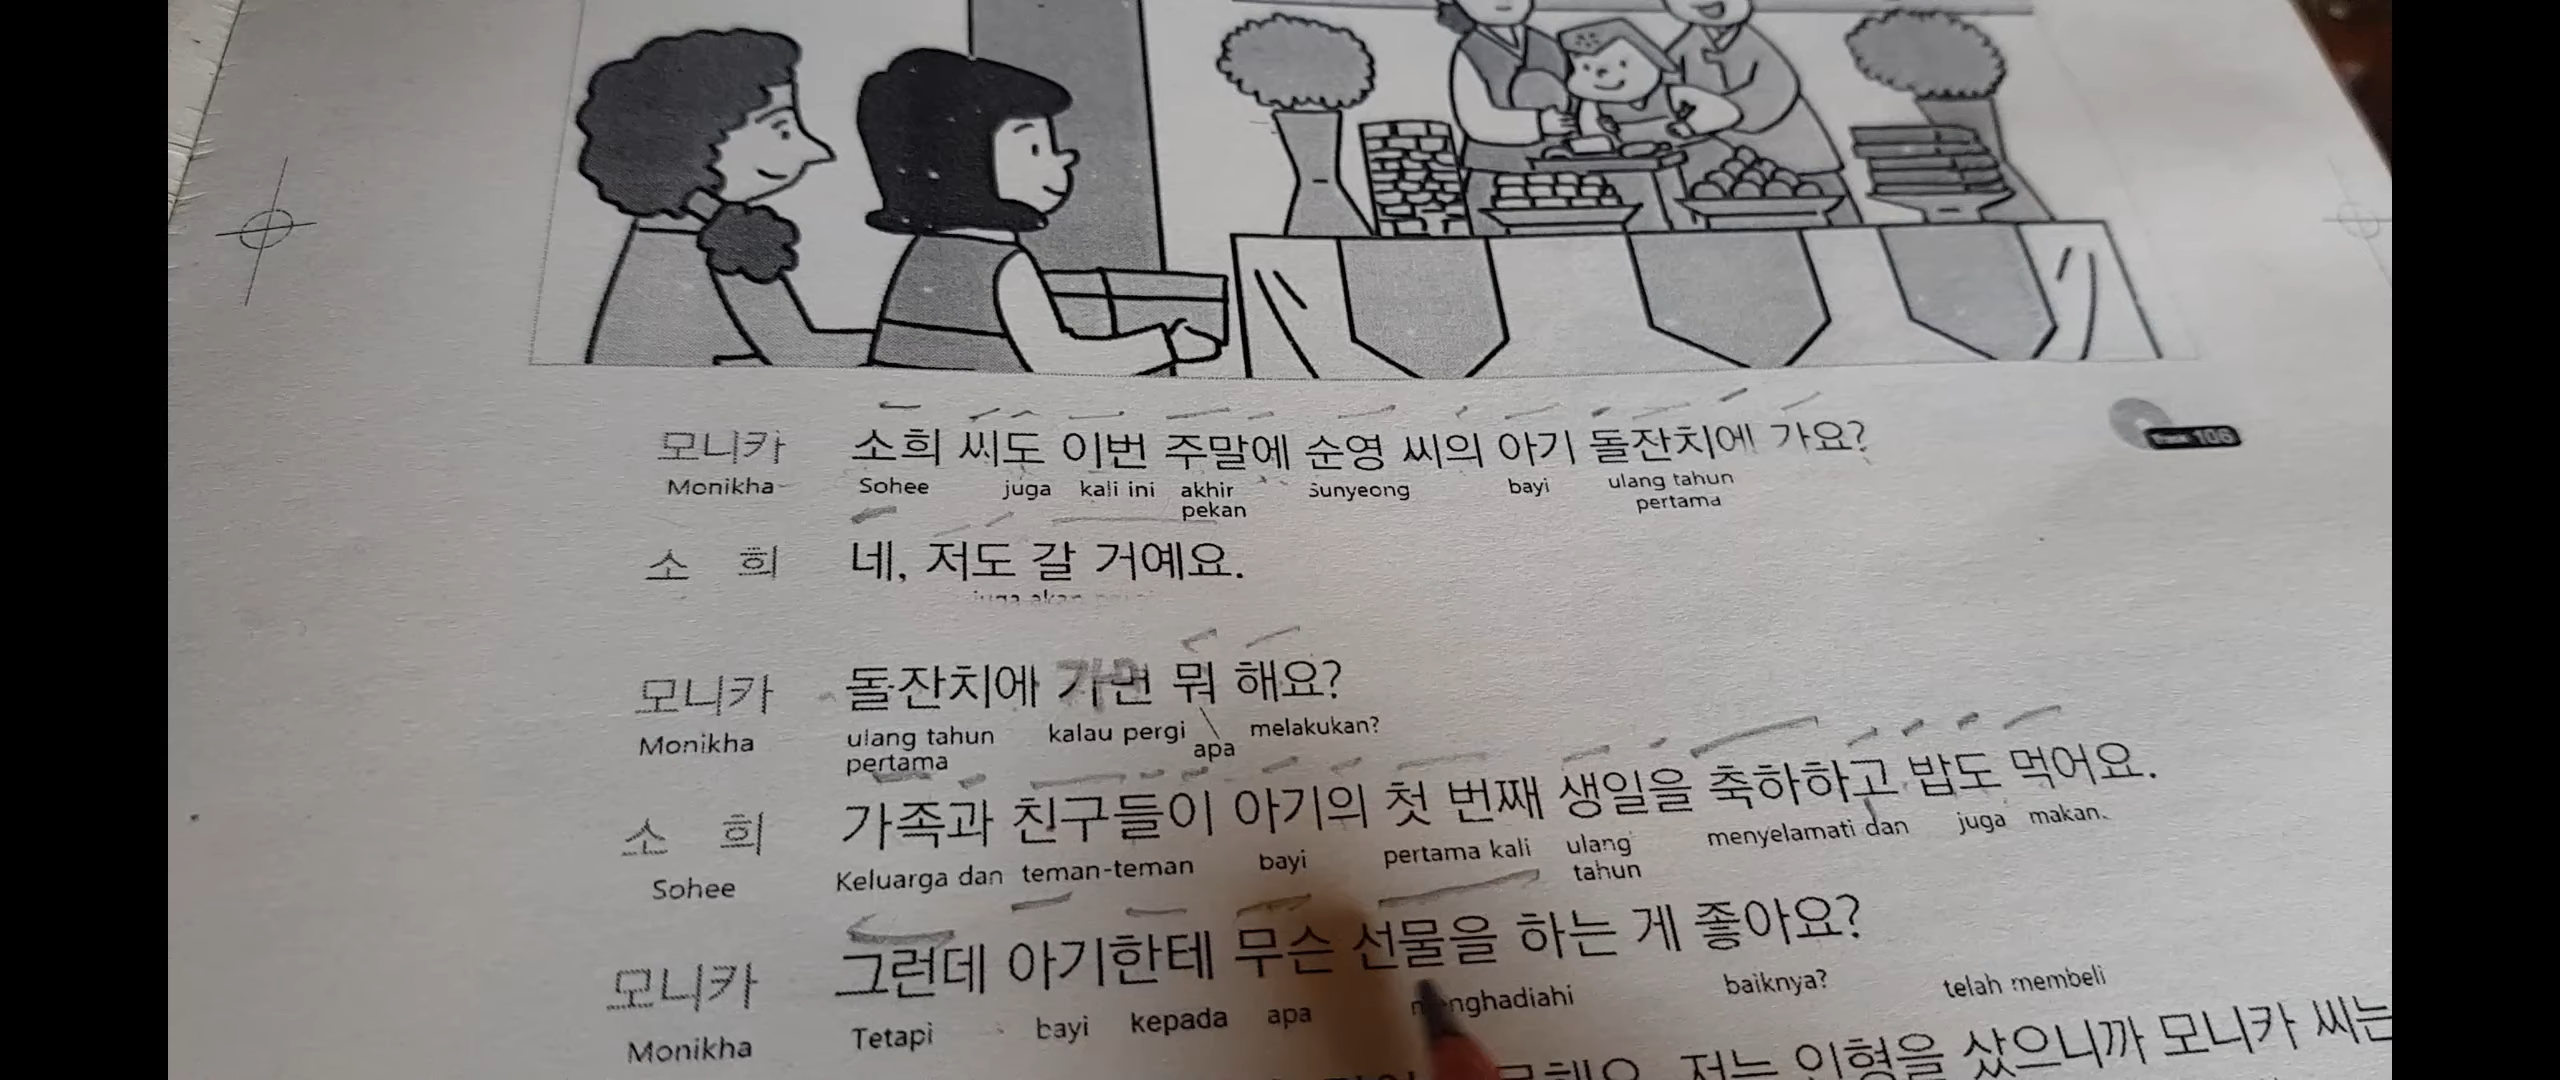 모니카 소희 씨도 이번 주말에 순영 씨의 아기 돌잔치에 가요?
Monikha Sohee juga kali ini akhir pekan Sunyeong bayi ulang tahun pertama
106
소 희 네, 저도 갈 거예요.
juga akan
모니카 돌잔치에 가면 뭐 해요?
Monikha ulang tahun pertama kalau pergi apa melakukan?
소 희 가족과 친구들이 아기의 첫 번째 생일을 축하하고 밥도 먹어요.
Sohee Keluarga dan teman-teman bayi pertama kali ulang tahun menyelamati dan juga makan.
모니카 그런데 아기한테 무슨 선물을 하는 게 좋아요?
Monikha Tetapi bayi kepada apa menghadiahi baiknya?
telah membeli
저는 인형을 샀으니까 모니카 씨는